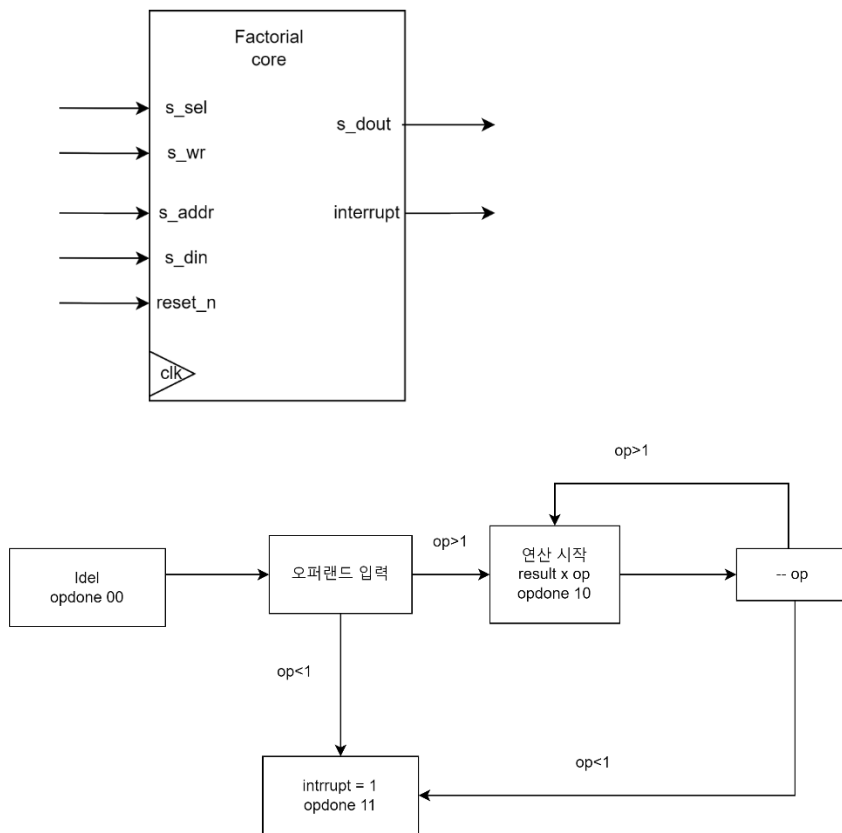 Factorial
core
s_sel
s_dout
s_wr
s_addr
interrupt
s_din
reset_n
clk
op>1
Idel
opdone 00
오퍼랜드 입력
op>1
연산 시작
result x op
opdone 10
-- op
op<1
op<1
intrrupt = 1
opdone 11